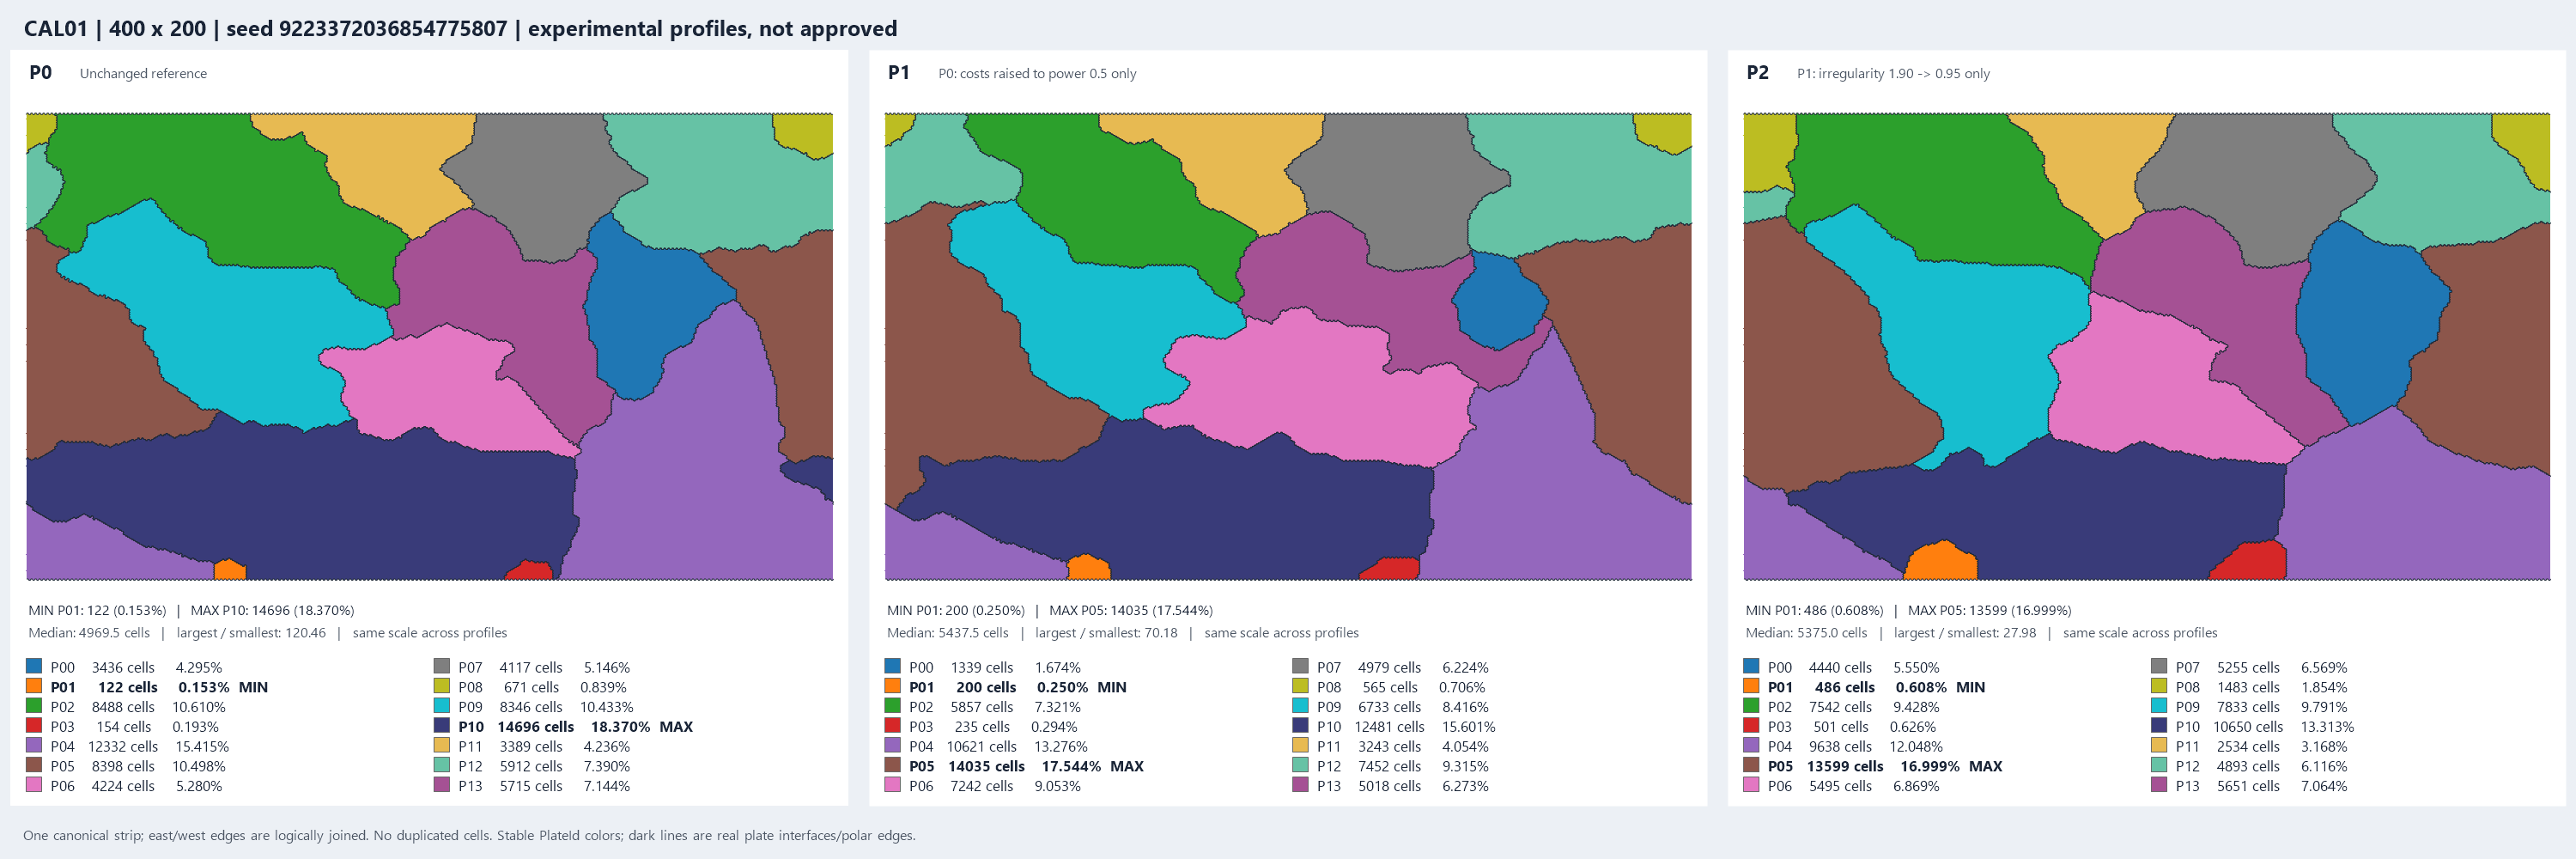 CAL01 | 400 x 200 | seed 9223372036854775807 | experimental profiles, not approved
P0 Unchanged reference
MIN P01: 122 (0.153%) | MAX P10: 14696 (18.370%)
Median: 4969.5 cells | largest / smallest: 120.46 | same scale across profiles
P00 3436 cells 4.295%
P01 122 cells 0.153% MIN
P02 8488 cells 10.610%
P03 154 cells 0.193%
P04 12332 cells 15.415%
P05 8398 cells 10.498%
P06 4224 cells 5.280%
P07 4117 cells 5.146%
P08 671 cells 0.839%
P09 8346 cells 10.433%
P10 14696 cells 18.370% MAX
P11 3389 cells 4.236%
P12 5912 cells 7.390%
P13 5715 cells 7.144%
P1 P0: costs raised to power 0.5 only
MIN P01: 200 (0.250%) | MAX P05: 14035 (17.544%)
Median: 5437.5 cells | largest / smallest: 70.18 | same scale across profiles
P00 1339 cells 1.674%
P01 200 cells 0.250% MIN
P02 5857 cells 7.321%
P03 235 cells 0.294%
P04 10621 cells 13.276%
P05 14035 cells 17.544% MAX
P06 7242 cells 9.053%
P07 4979 cells 6.224%
P08 565 cells 0.706%
P09 6733 cells 8.416%
P10 12481 cells 15.601%
P11 3243 cells 4.054%
P12 7452 cells 9.315%
P13 5018 cells 6.273%
P2 P1: irregularity 1.90 -> 0.95 only
MIN P01: 486 (0.608%) | MAX P05: 13599 (16.999%)
Median: 5375.0 cells | largest / smallest: 27.98 | same scale across profiles
P00 4440 cells 5.550%
P01 486 cells 0.608% MIN
P02 7542 cells 9.428%
P03 501 cells 0.626%
P04 9638 cells 12.048%
P05 13599 cells 16.999% MAX
P06 5495 cells 6.869%
P07 5255 cells 6.569%
P08 1483 cells 1.854%
P09 7833 cells 9.791%
P10 10650 cells 13.313%
P11 2534 cells 3.168%
P12 4893 cells 6.116%
P13 5651 cells 7.064%
One canonical strip; east/west edges are logically joined. No duplicated cells. Stable PlateId colors; dark lines are real plate interfaces/polar edges.